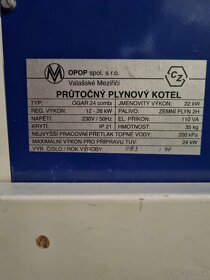 OPOP spol. s r.o.
Valašské Meziříčí
PRŮTOČNÝ PLYNOVÝ KOTEL
TYP: OGAR 24 combi JMENOVITÝ VÝKON: 22 kW
REG. VÝKON: 12 - 26 kW PALIVO: ZEMNÍ PLYN 2H
NAPĚTÍ: 230V / 50Hz EL. PŘÍKON: 110 VA
KRYTÍ: IP 21 HMOTNOST: 35 kg
NEJVYŠŠÍ PRACOVNÍ PŘETLAK TOPNÉ VODY: 200 kPa
MAXIMÁLNÍ VÝKON PRO PŘÍPRAVU TUV: 24 kW
VÝR. ČÍSLO / ROK VÝROBY: